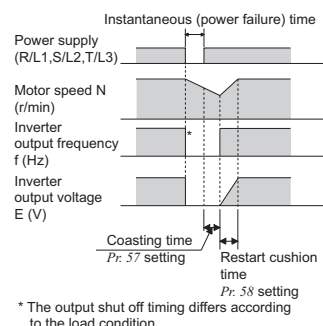 Instantaneous (power failure) time
Power supply
(R/L1,S/L2,T/L3)
Motor speed N
(r/min)
Inverter
output frequency
f (Hz)
*
Inverter
output voltage
E (V)
Coasting time
Pr. 57 setting
Restart cushion
time
Pr. 58 setting
* The output shut off timing differs according
to the load condition